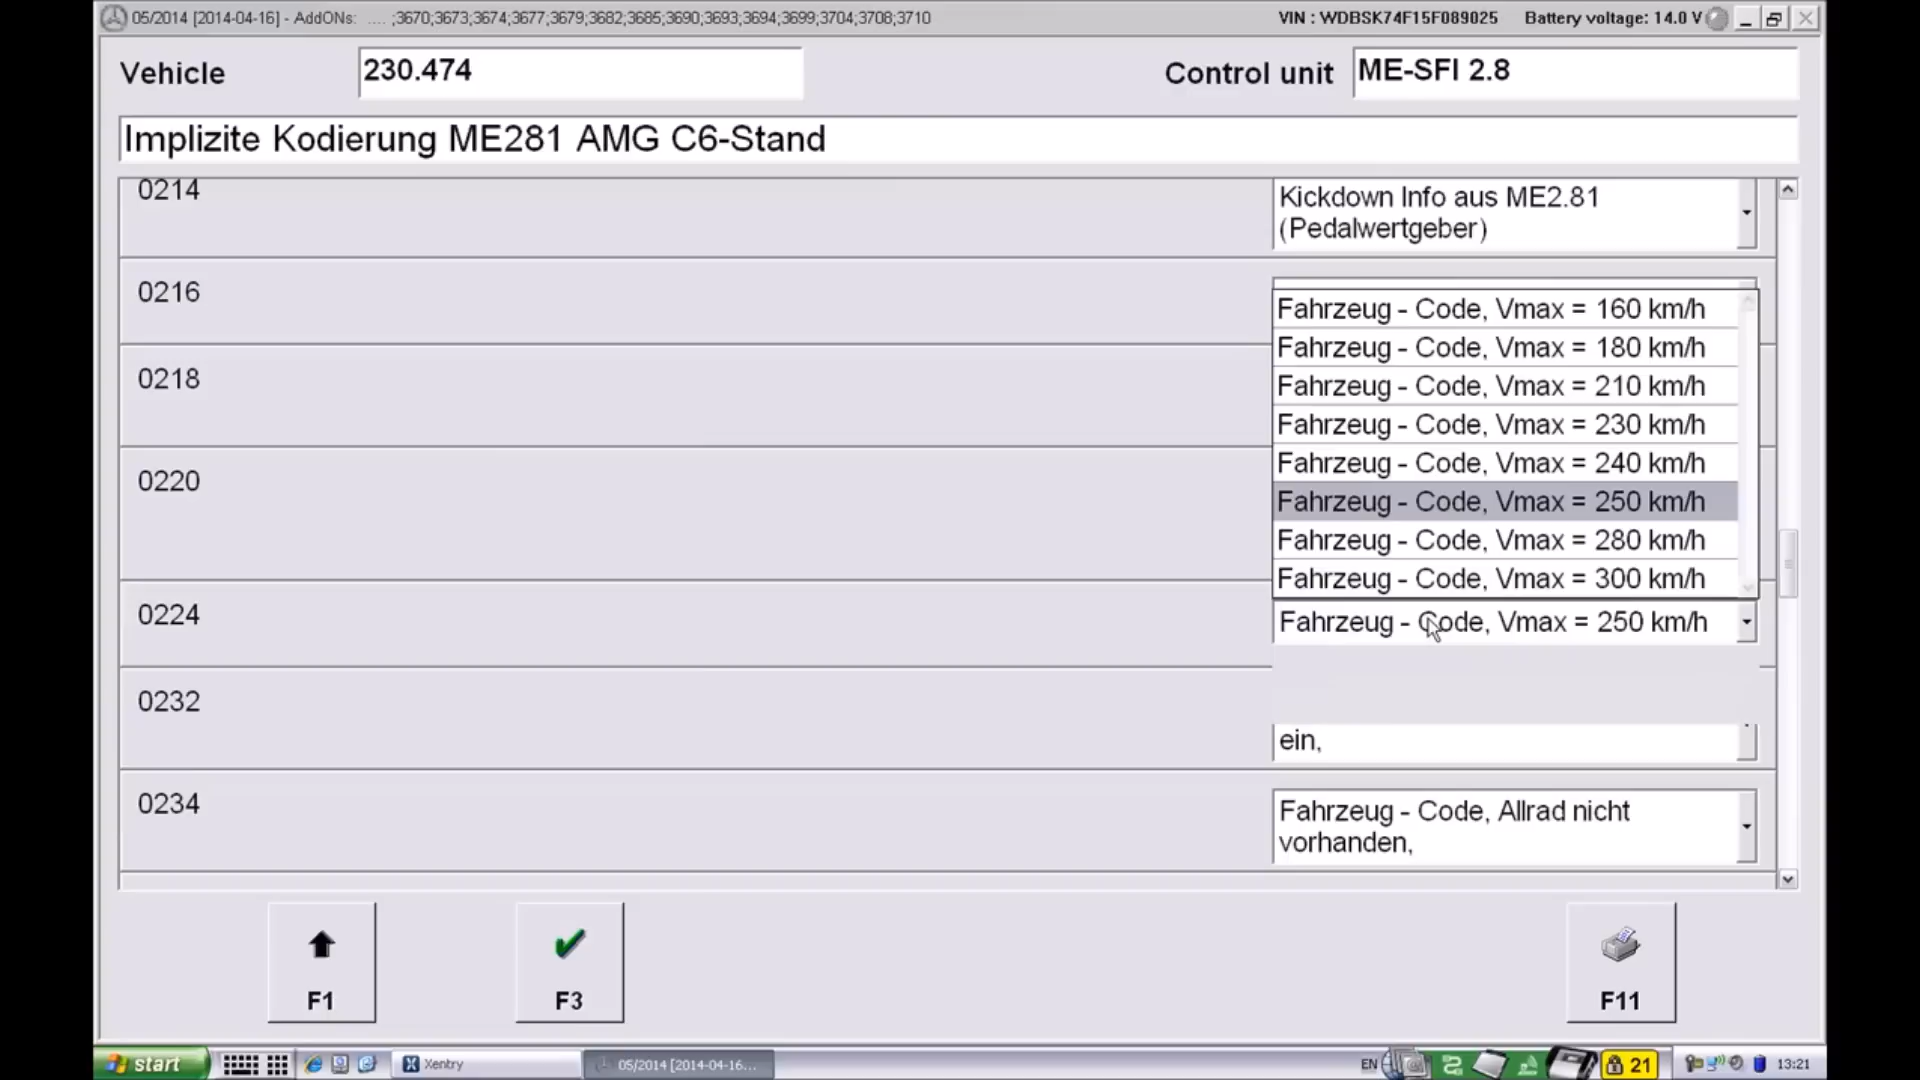 05/2014 [2014-04-16] - AddONs: .... ;3670;3673;3674;3677;3679;3682;3685;3690;3693;3694;3699;3704;3708;3710
VIN : WDBSK74F15F089025 Battery voltage: 14.0 V
Vehicle 230.474 Control unit ME-SFI 2.8
Implizite Kodierung ME281 AMG C6-Stand
0214
Kickdown Info aus ME2.81
(Pedalwertgeber)
0216
Fahrzeug - Code, Vmax = 160 km/h
Fahrzeug - Code, Vmax = 180 km/h
0218
Fahrzeug - Code, Vmax = 210 km/h
Fahrzeug - Code, Vmax = 230 km/h
Fahrzeug - Code, Vmax = 240 km/h
0220
Fahrzeug - Code, Vmax = 250 km/h
Fahrzeug - Code, Vmax = 280 km/h
Fahrzeug - Code, Vmax = 300 km/h
0224
Fahrzeug - Code, Vmax = 250 km/h
0232
ein,
0234
Fahrzeug - Code, Allrad nicht
vorhanden,
F1 F3 F11
start Xentry 05/2014 [2014-04-16... EN 21 13:21